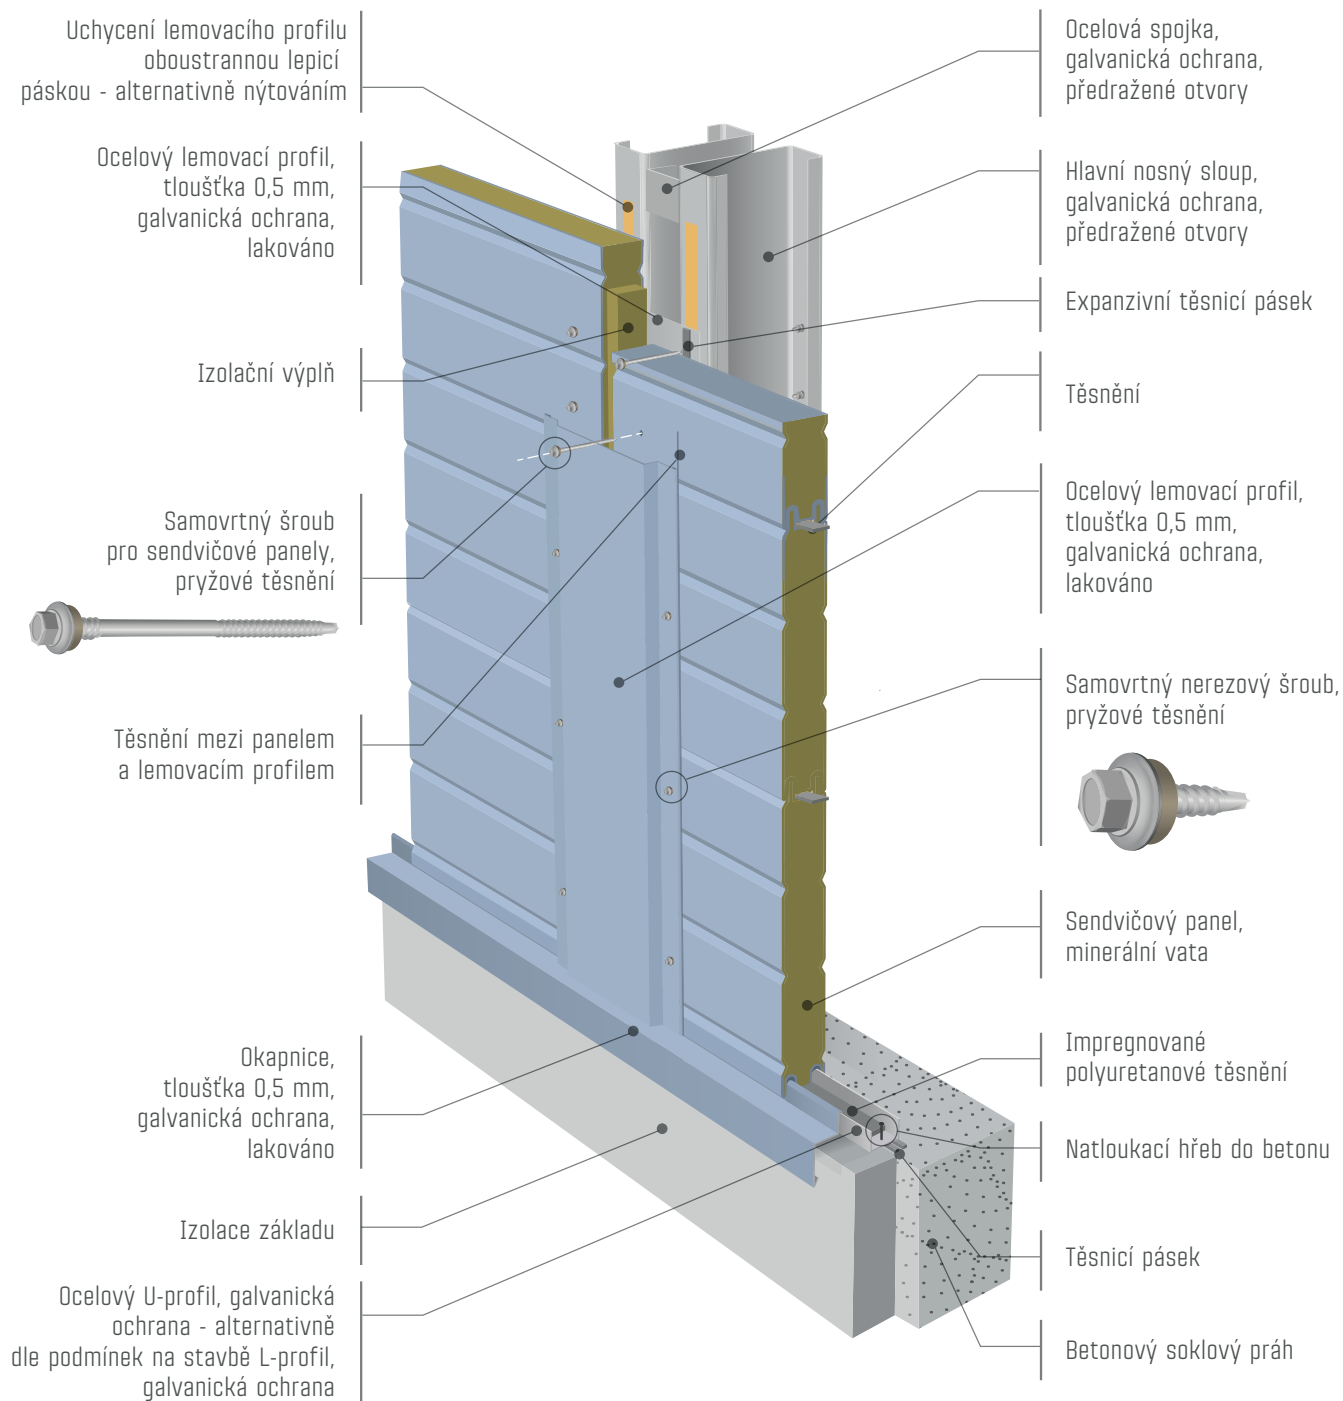 Uchycení lemovacího profilu
oboustrannou lepicí
páskou - alternativně nýtováním
Ocelový lemovací profil,
tloušťka 0,5 mm,
galvanická ochrana,
lakováno
Izolační výplň
Samovrtný šroub
pro sendvičové panely,
pryžové těsnění
Těsnění mezi panelem
a lemovacím profilem
Okapnice,
tloušťka 0,5 mm,
galvanická ochrana,
lakováno
Izolace základu
Ocelový U-profil, galvanická
ochrana - alternativně
dle podmínek na stavbě L-profil,
galvanická ochrana
Ocelová spojka,
galvanická ochrana,
předražené otvory
Hlavní nosný sloup,
galvanická ochrana,
předražené otvory
Expanzivní těsnicí pásek
Těsnění
Ocelový lemovací profil,
tloušťka 0,5 mm,
galvanická ochrana,
lakováno
Samovrtný nerezový šroub,
pryžové těsnění
Sendvičový panel,
minerální vata
Impregnované
polyuretanové těsnění
Natloukací hřeb do betonu
Těsnicí pásek
Betonový soklový práh